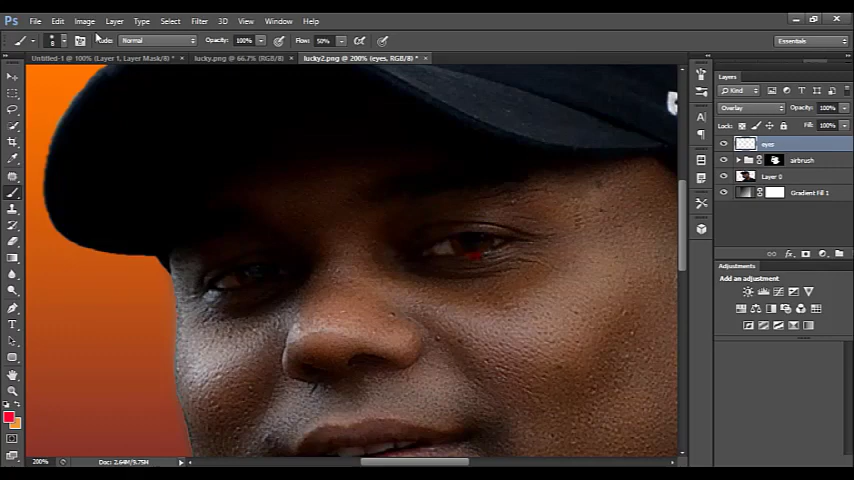 Ps File Edit Image Layer Type Select Filter 3D View Window Help
8 Mode: Normal Opacity: 100% Flow: 50% Essentials
Untitled-1 @ 100% (Layer 1, Layer Mask/8) * × lucky.png @ 66.7% (RGB/8) × lucky2.png @ 200% (eyes, RGB/8) * ×
Layers
Kind
Overlay Opacity: 100%
Lock: Fill: 100%
eyes
airbrush
Layer 0
Gradient Fill 1
Adjustments
Add an adjustment
200% Doc: 2.64M/9.75M